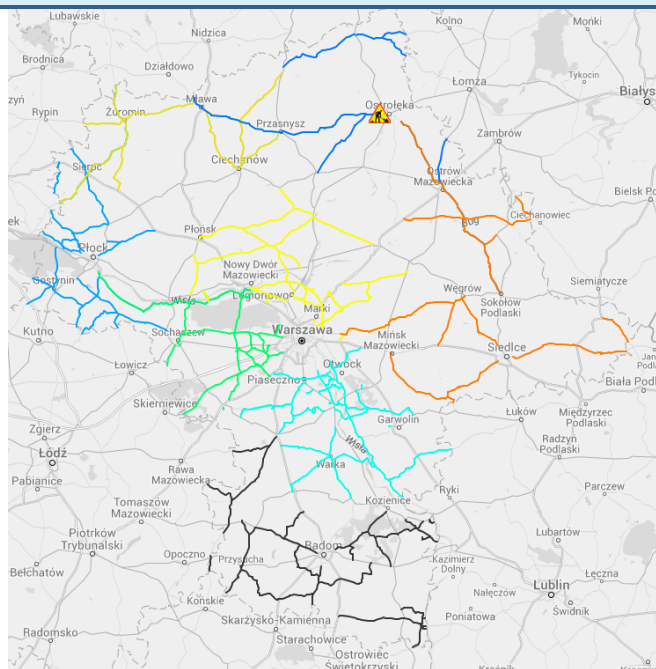 Lubawskie
Nidzica
Kolno
Mońki
Brodnica
Działdowo
Łomża
Tykocin
Białys
Rypin
Żuromin
Mława
Ostrołęka
Przasnysz
Zambrów
Sierpc
Ciechanów
Ostrów
Mazowiecka
Bielsk Po
Płońsk
Bug
Ciechanowiec
Płock
Nowy Dwór
Mazowiecki
Węgrów
Siemiatycze
Gostynin
Wisła
Legionowo
Marki
Sokołów
Podlaski
Kutno
Sochaczew
Warszawa
Mińsk
Mazowiecki
Siedlce
Łowicz
Otwock
Piaseczno
Biała Podl
Skierniewice
Garwolin
Łuków
Międzyrzec
Podlaski
Zgierz
Łódź
Rawa
Mazowiecka
Wisła
Warka
Radzyń
Podlaski
Pabianice
Kozienice
Ryki
Parczew
Tomaszów
Mazowiecki
Piotrków
Trybunalski
Opoczno
Przysucha
Radom
Lubartów
Bełchatów
Kazimierz
Dolny
Łęczna
Końskie
Nałęczów
Lublin
Świdnik
Radomsko
Skarżysko-Kamienna
Poniatowa
Starachowice
Ostrowiec
Świętokrzyski